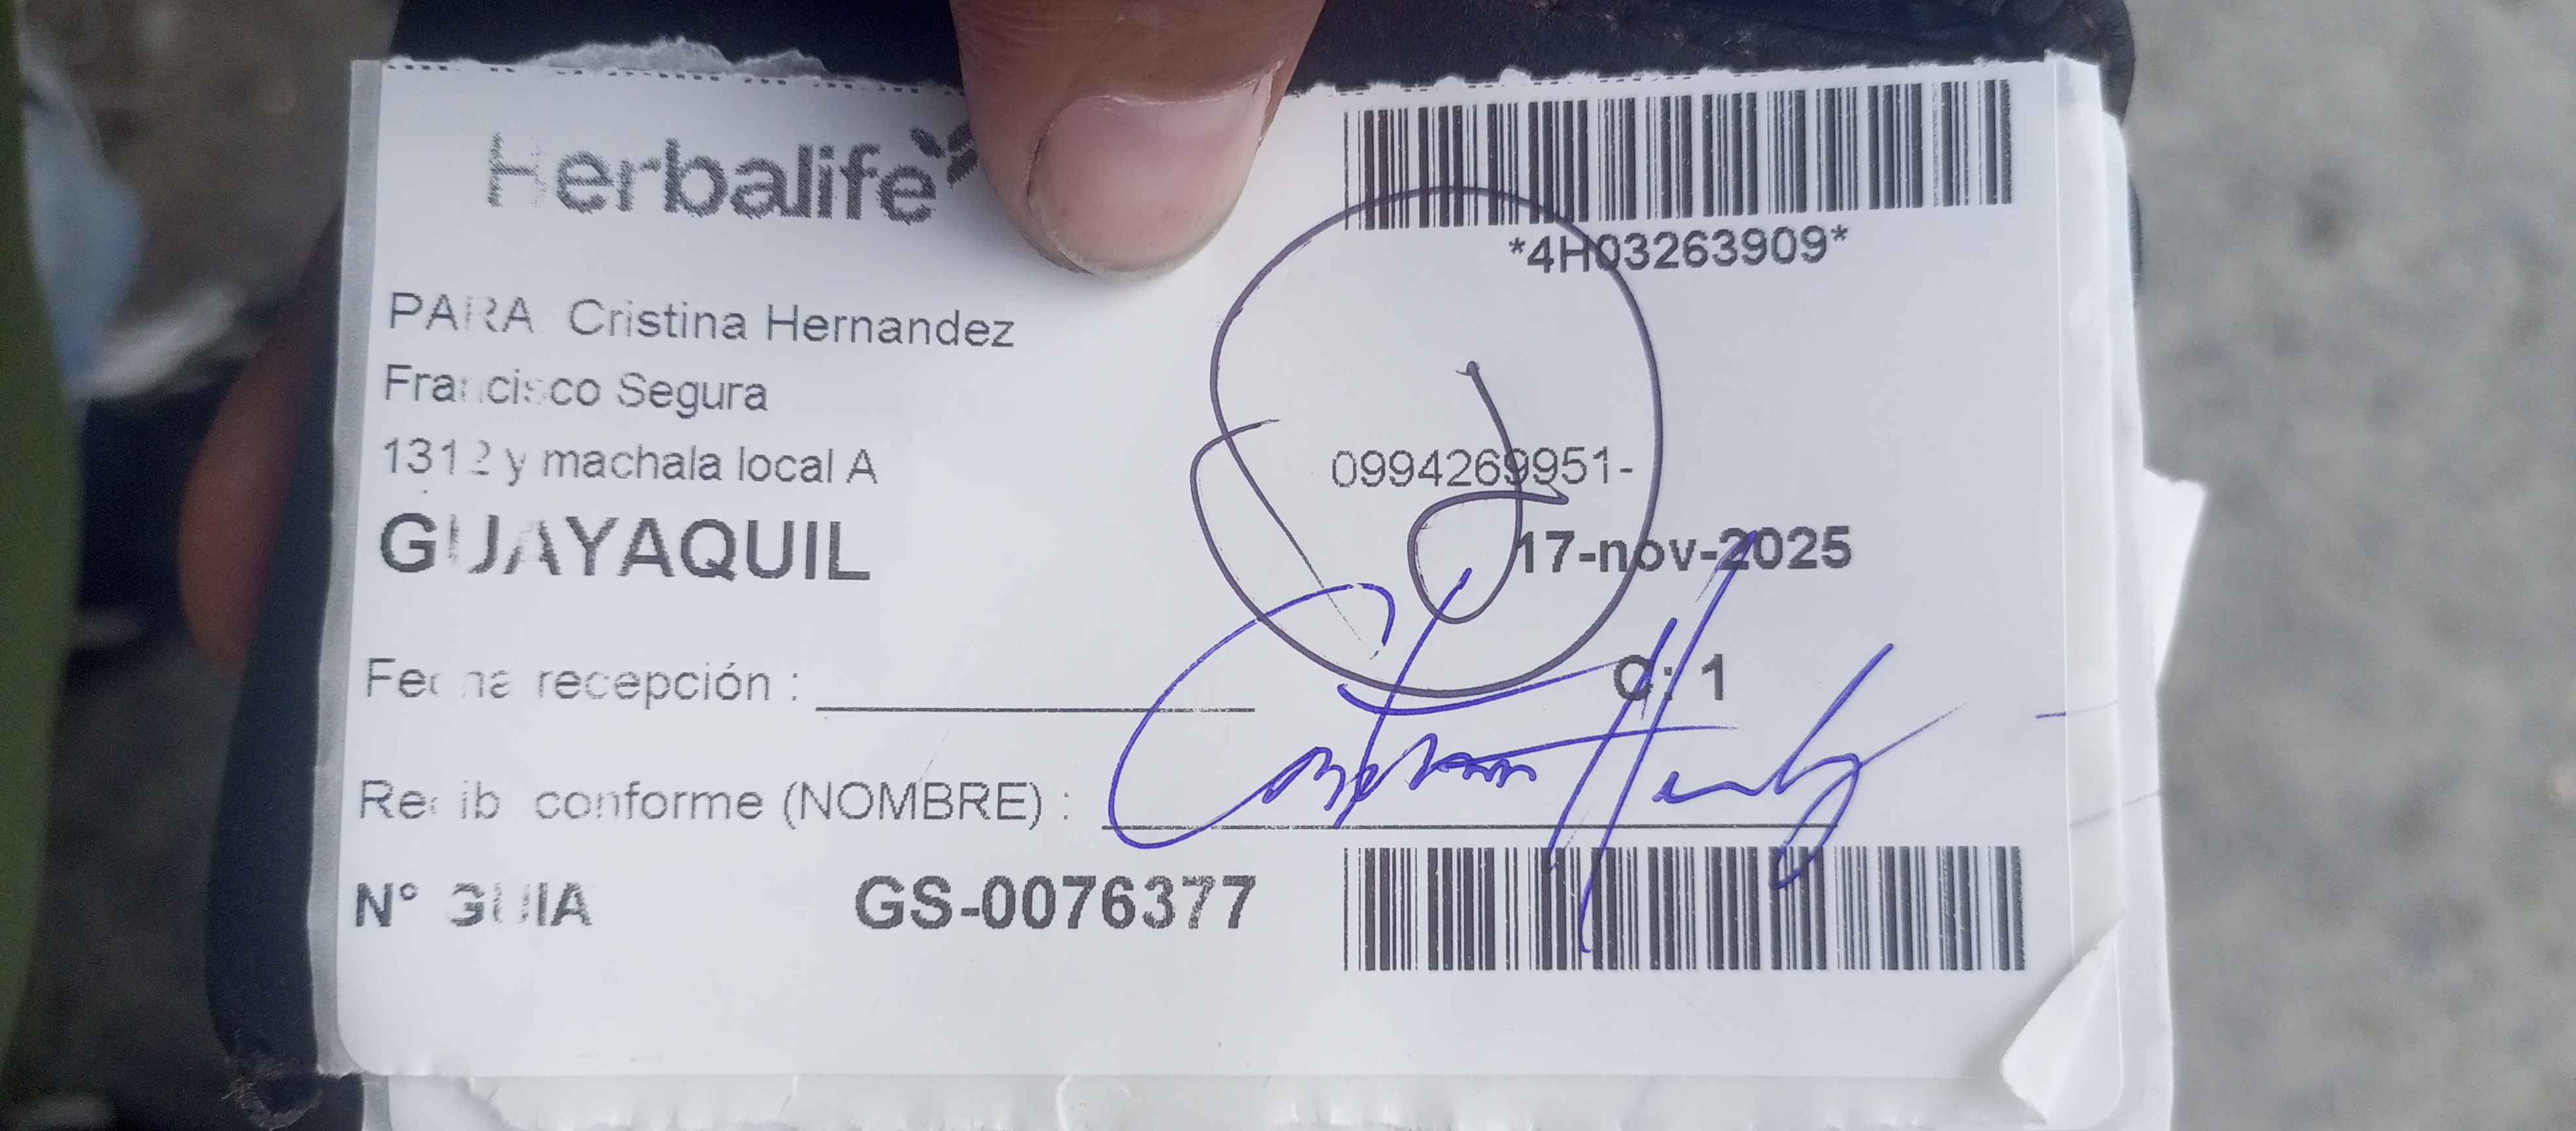 Herbalife
*4H03263909*
PARA Cristina Hernandez
Francisco Segura
1312 y machala local A
0994269951-
GUAYAQUIL
17-nov-2025
Fecha recepción :
C: 1
Recibi conforme (NOMBRE) :
N° GUIA GS-0076377